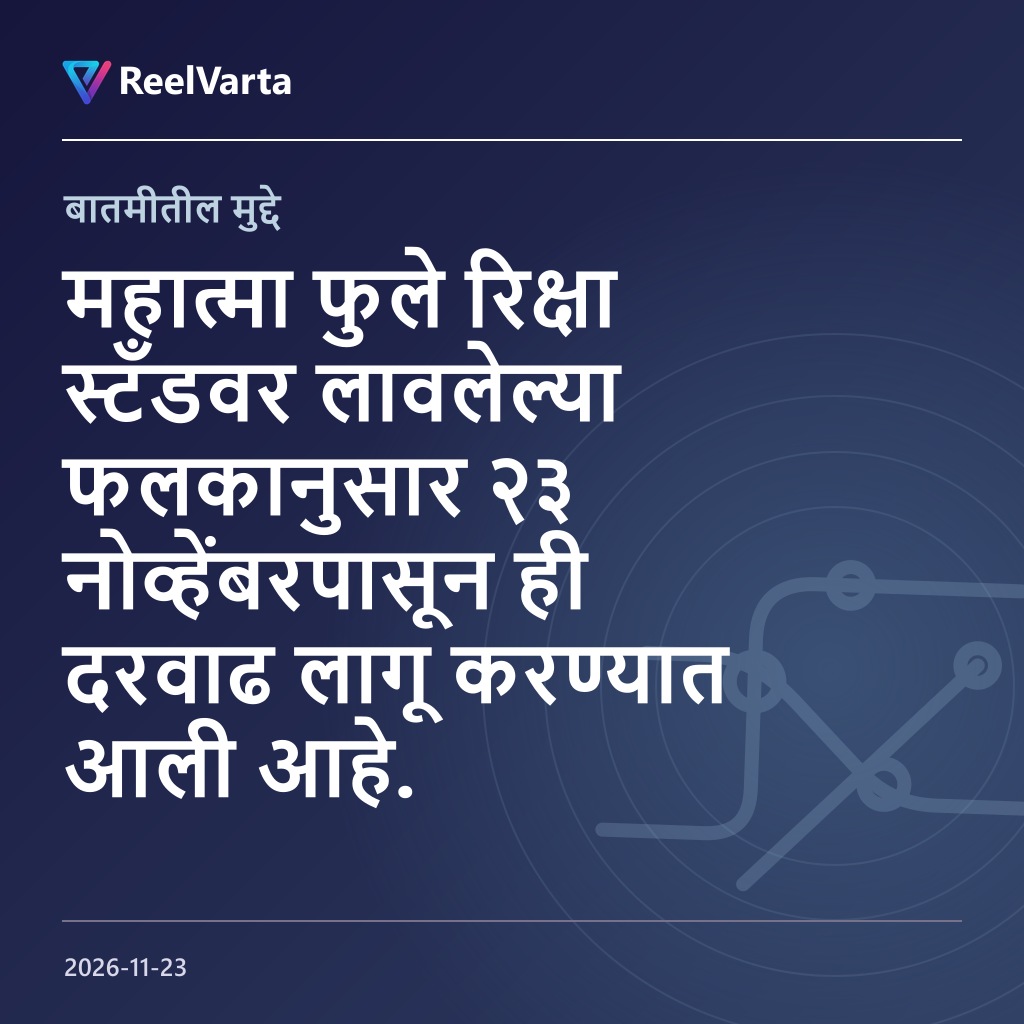 ReelVarta
बातमीतील मुद्दे
महात्मा फुले रिक्षा
स्टँडवर लावलेल्या
फलकानुसार २३
नोव्हेंबरपासून ही
दरवाढ लागू करण्यात
आली आहे.
2026-11-23